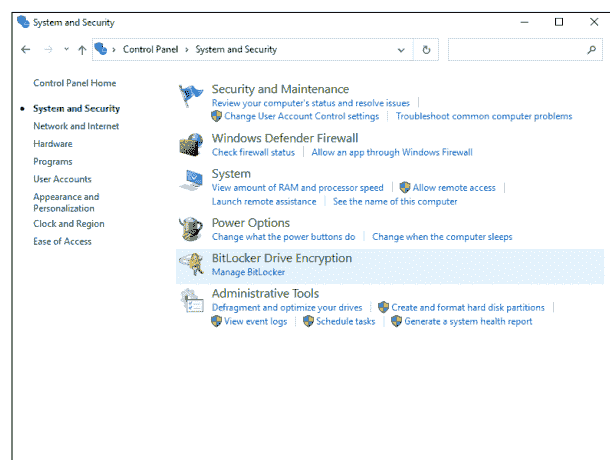 System and Security
Control Panel > System and Security
Control Panel Home
System and Security
Network and Internet
Hardware
Programs
User Accounts
Appearance and
Personalization
Clock and Region
Ease of Access
Security and Maintenance
Review your computer's status and resolve issues
Change User Account Control settings
Troubleshoot common computer problems
Windows Defender Firewall
Check firewall status
Allow an app through Windows Firewall
System
View amount of RAM and processor speed
Allow remote access
Launch remote assistance
See the name of this computer
Power Options
Change what the power buttons do
Change when the computer sleeps
BitLocker Drive Encryption
Manage BitLocker
Administrative Tools
Defragment and optimize your drives
Create and format hard disk partitions
View event logs
Schedule tasks
Generate a system health report